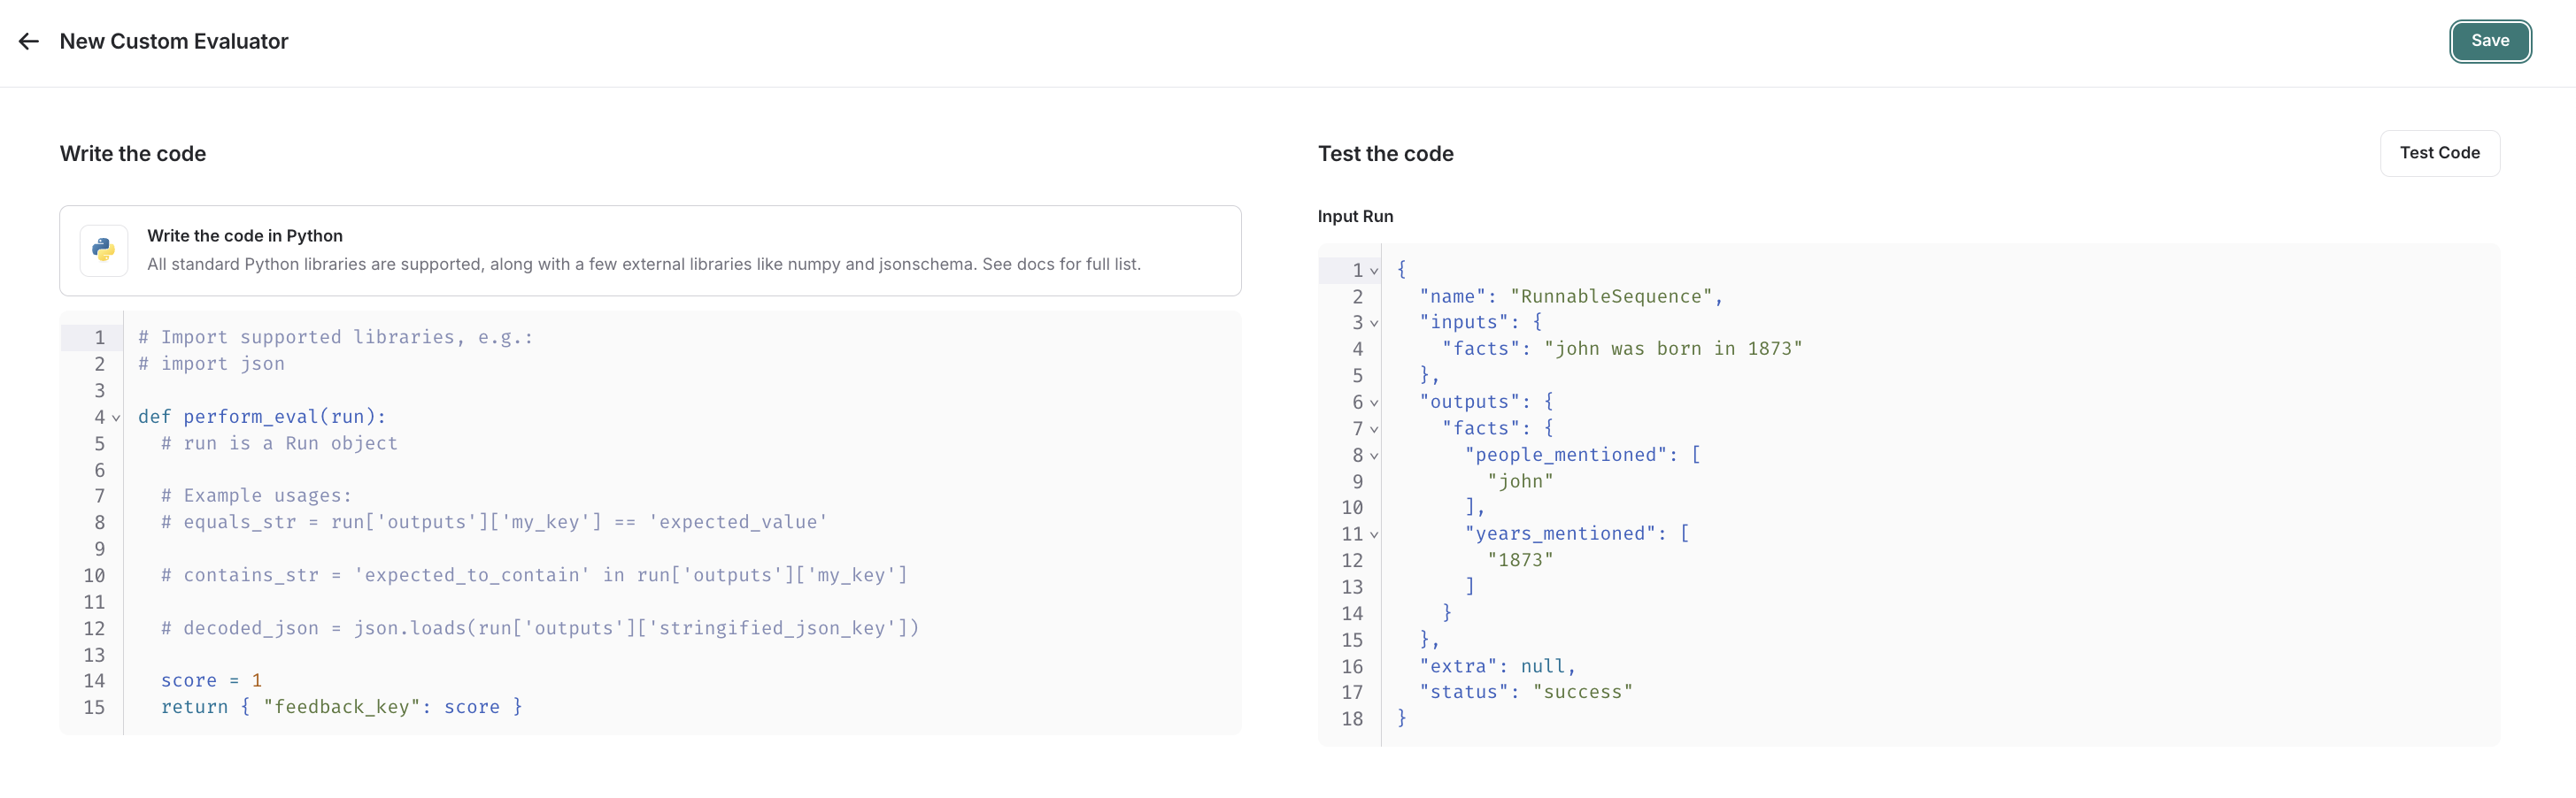 New Custom Evaluator
Save
Write the code
Write the code in Python
All standard Python libraries are supported, along with a few external libraries like numpy and jsonschema. See docs for full list.
1 # Import supported libraries, e.g.:
2 # import json
3
4 def perform_eval(run):
5   # run is a Run object
6
7   # Example usages:
8   # equals_str = run['outputs']['my_key'] == 'expected_value'
9
10   # contains_str = 'expected_to_contain' in run['outputs']['my_key']
11
12   # decoded_json = json.loads(run['outputs']['stringified_json_key'])
13
14   score = 1
15   return { "feedback_key": score }
Test the code
Test Code
Input Run
1 {
2   "name": "RunnableSequence",
3   "inputs": {
4     "facts": "john was born in 1873"
5   },
6   "outputs": {
7     "facts": {
8       "people_mentioned": [
9         "john"
10       ],
11       "years_mentioned": [
12         "1873"
13       ]
14     }
15   },
16   "extra": null,
17   "status": "success"
18 }